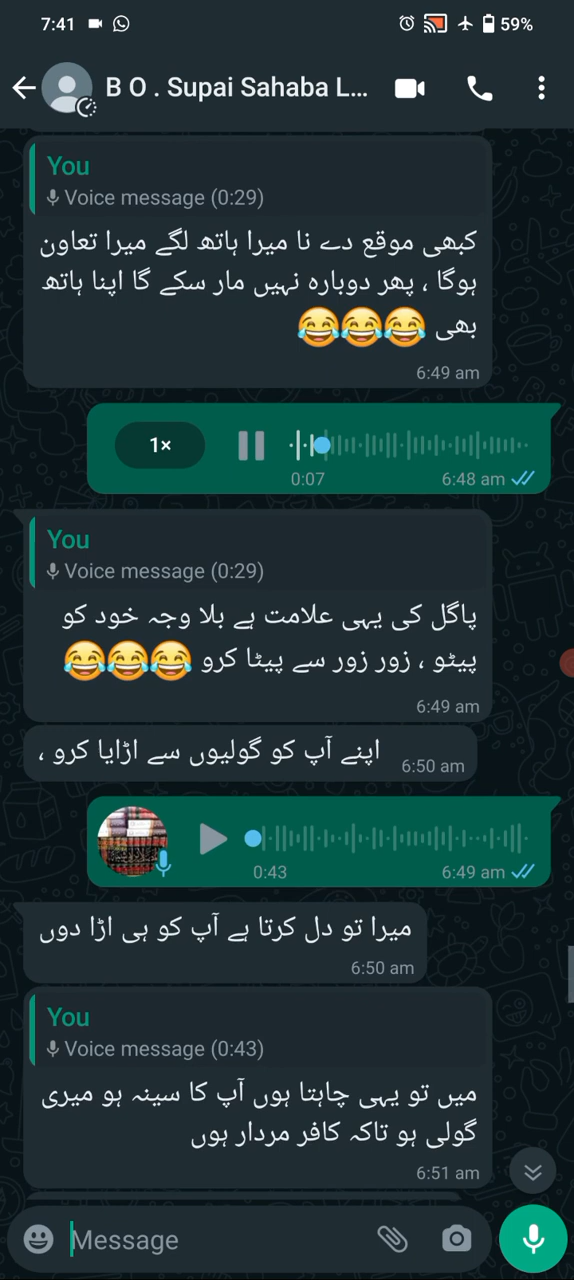 7:41
59%
B O . Supai Sahaba L...
You
Voice message (0:29)
کبھی موقع دے نا میرا ہاتھ لگے میرا تعاون
ہوگا ، پھر دوبارہ نہیں مار سکے گا اپنا ہاتھ
بھی 😂😂😂
6:49 am
1×
0:07
6:48 am
You
Voice message (0:29)
پاگل کی یہی علامت ہے بلا وجہ خود کو
پیٹو ، زور زور سے پیٹا کرو 😂😂😂
6:49 am
اپنے آپ کو گولیوں سے اڑایا کرو ،
6:50 am
0:43
6:49 am
میرا تو دل کرتا ہے آپ کو ہی اڑا دوں
6:50 am
You
Voice message (0:43)
میں تو یہی چاہتا ہوں آپ کا سینہ ہو میری
گولی ہو تاکہ کافر مردار ہوں
6:51 am
Message